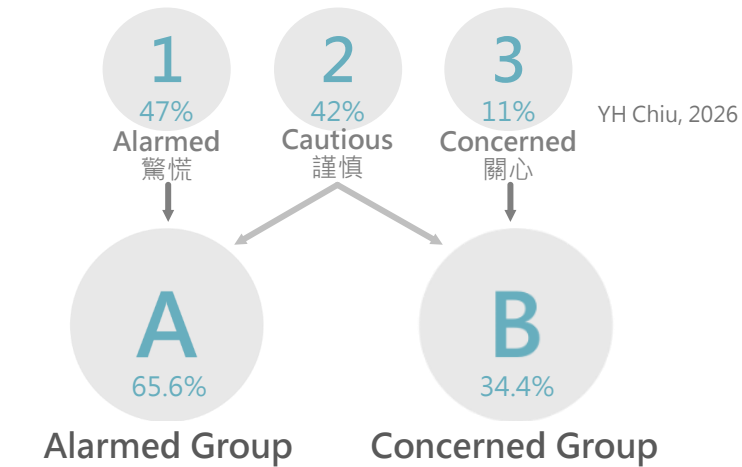 1
47%
Alarmed
驚慌
2
42%
Cautious
謹慎
3
11%
Concerned
關心
YH Chiu, 2026
A
65.6%
Alarmed Group
B
34.4%
Concerned Group